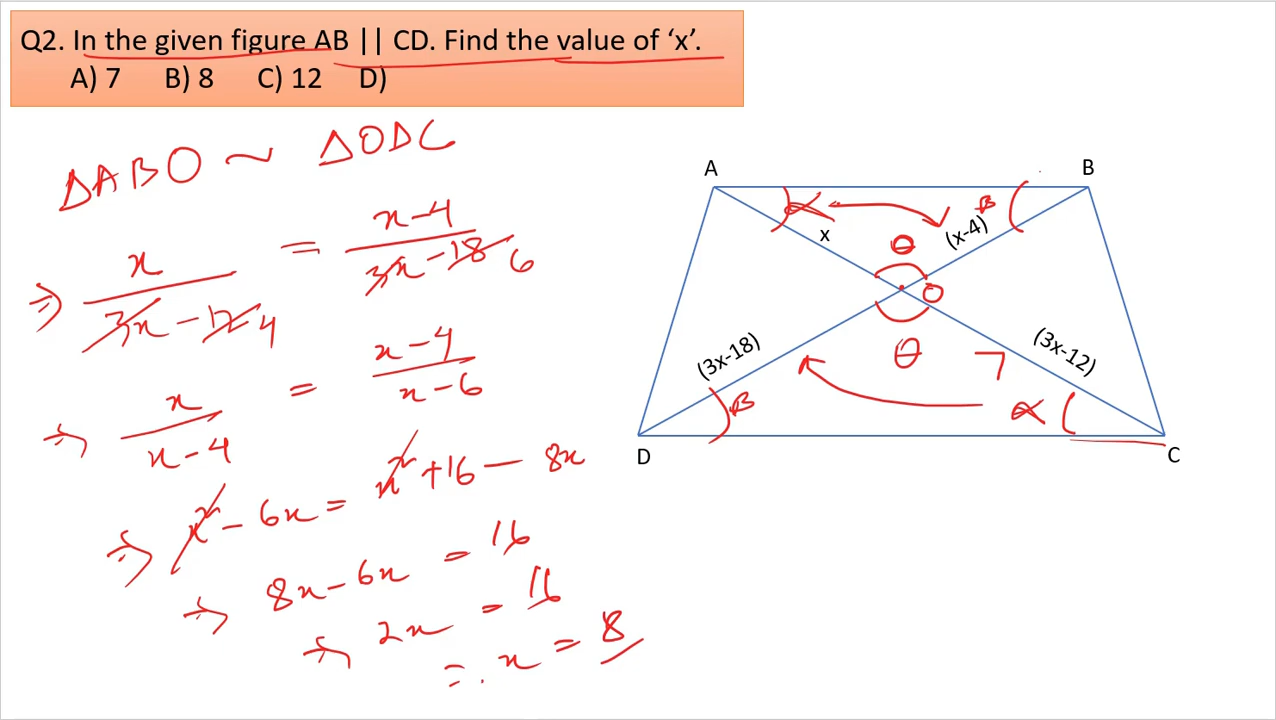 Q2. In the given figure AB || CD. Find the value of ‘x’.
A) 7 B) 8 C) 12 D)
△ABO ~ △ODC
⇒ x/(3x-12) 4 = (x-4)/(3x-18) 6
⇒ x/(x-4) = (x-4)/(x-6)
⇒ x² - 6x = x² + 16 - 8x
⇒ 8x - 6x = 16
⇒ 2x = 16
= x = 8
A
B
α
β
x
θ
(x-4)
O
(3x-18)
θ
(3x-12)
β
α
D
C